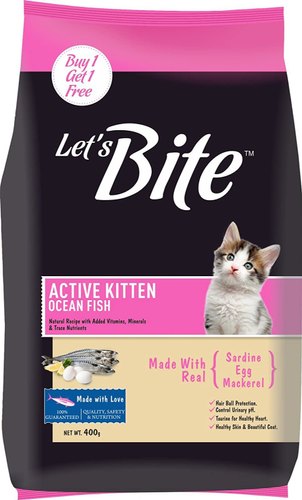 Buy 1
Get 1
Free
Let's
Bite™
ACTIVE KITTEN
OCEAN FISH
Natural Recipe with Added Vitamins, Minerals
& Trace Nutrients
Made With
Real
Sardine
Egg
Mackerel
Made with Love
100%
GUARANTEED
QUALITY, SAFETY
& NUTRITION
NET WT. 400g
Hair Ball Protection.
Control Urinary pH.
Taurine for Healthy Heart.
Healthy Skin & Beautiful Coat.